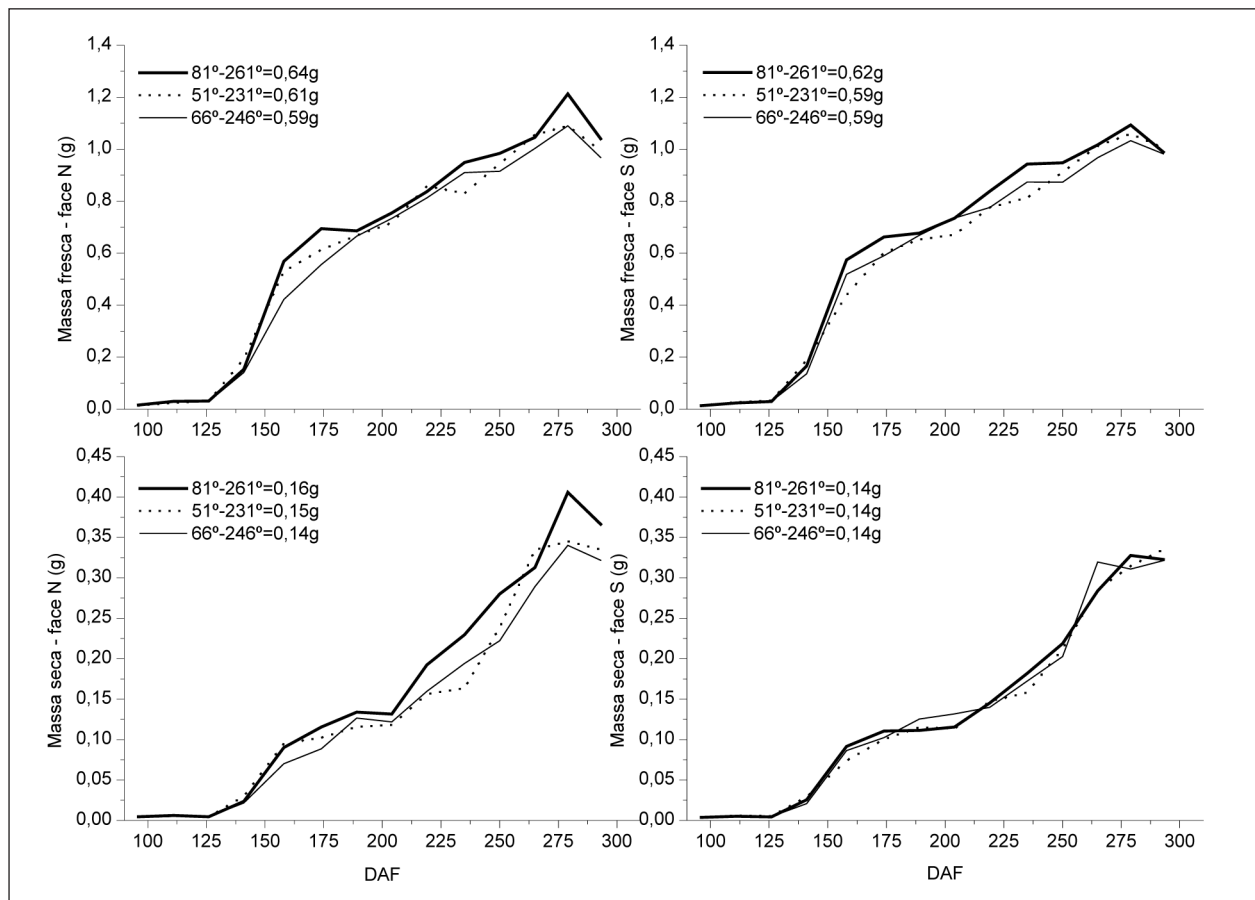 Massa fresca - face N (g)
1,4
1,2
1,0
0,8
0,6
0,4
0,2
0,0
81º-261º=0,64g
51º-231º=0,61g
66º-246º=0,59g
100 125 150 175 200 225 250 275 300
Massa fresca - face S (g)
1,4
1,2
1,0
0,8
0,6
0,4
0,2
0,0
81º-261º=0,62g
51º-231º=0,59g
66º-246º=0,59g
100 125 150 175 200 225 250 275 300
Massa seca - face N (g)
0,45
0,40
0,35
0,30
0,25
0,20
0,15
0,10
0,05
0,00
81º-261º=0,16g
51º-231º=0,15g
66º-246º=0,14g
100 125 150 175 200 225 250 275 300
DAF
Massa seca - face S (g)
0,45
0,40
0,35
0,30
0,25
0,20
0,15
0,10
0,05
0,00
81º-261º=0,14g
51º-231º=0,14g
66º-246º=0,14g
100 125 150 175 200 225 250 275 300
DAF